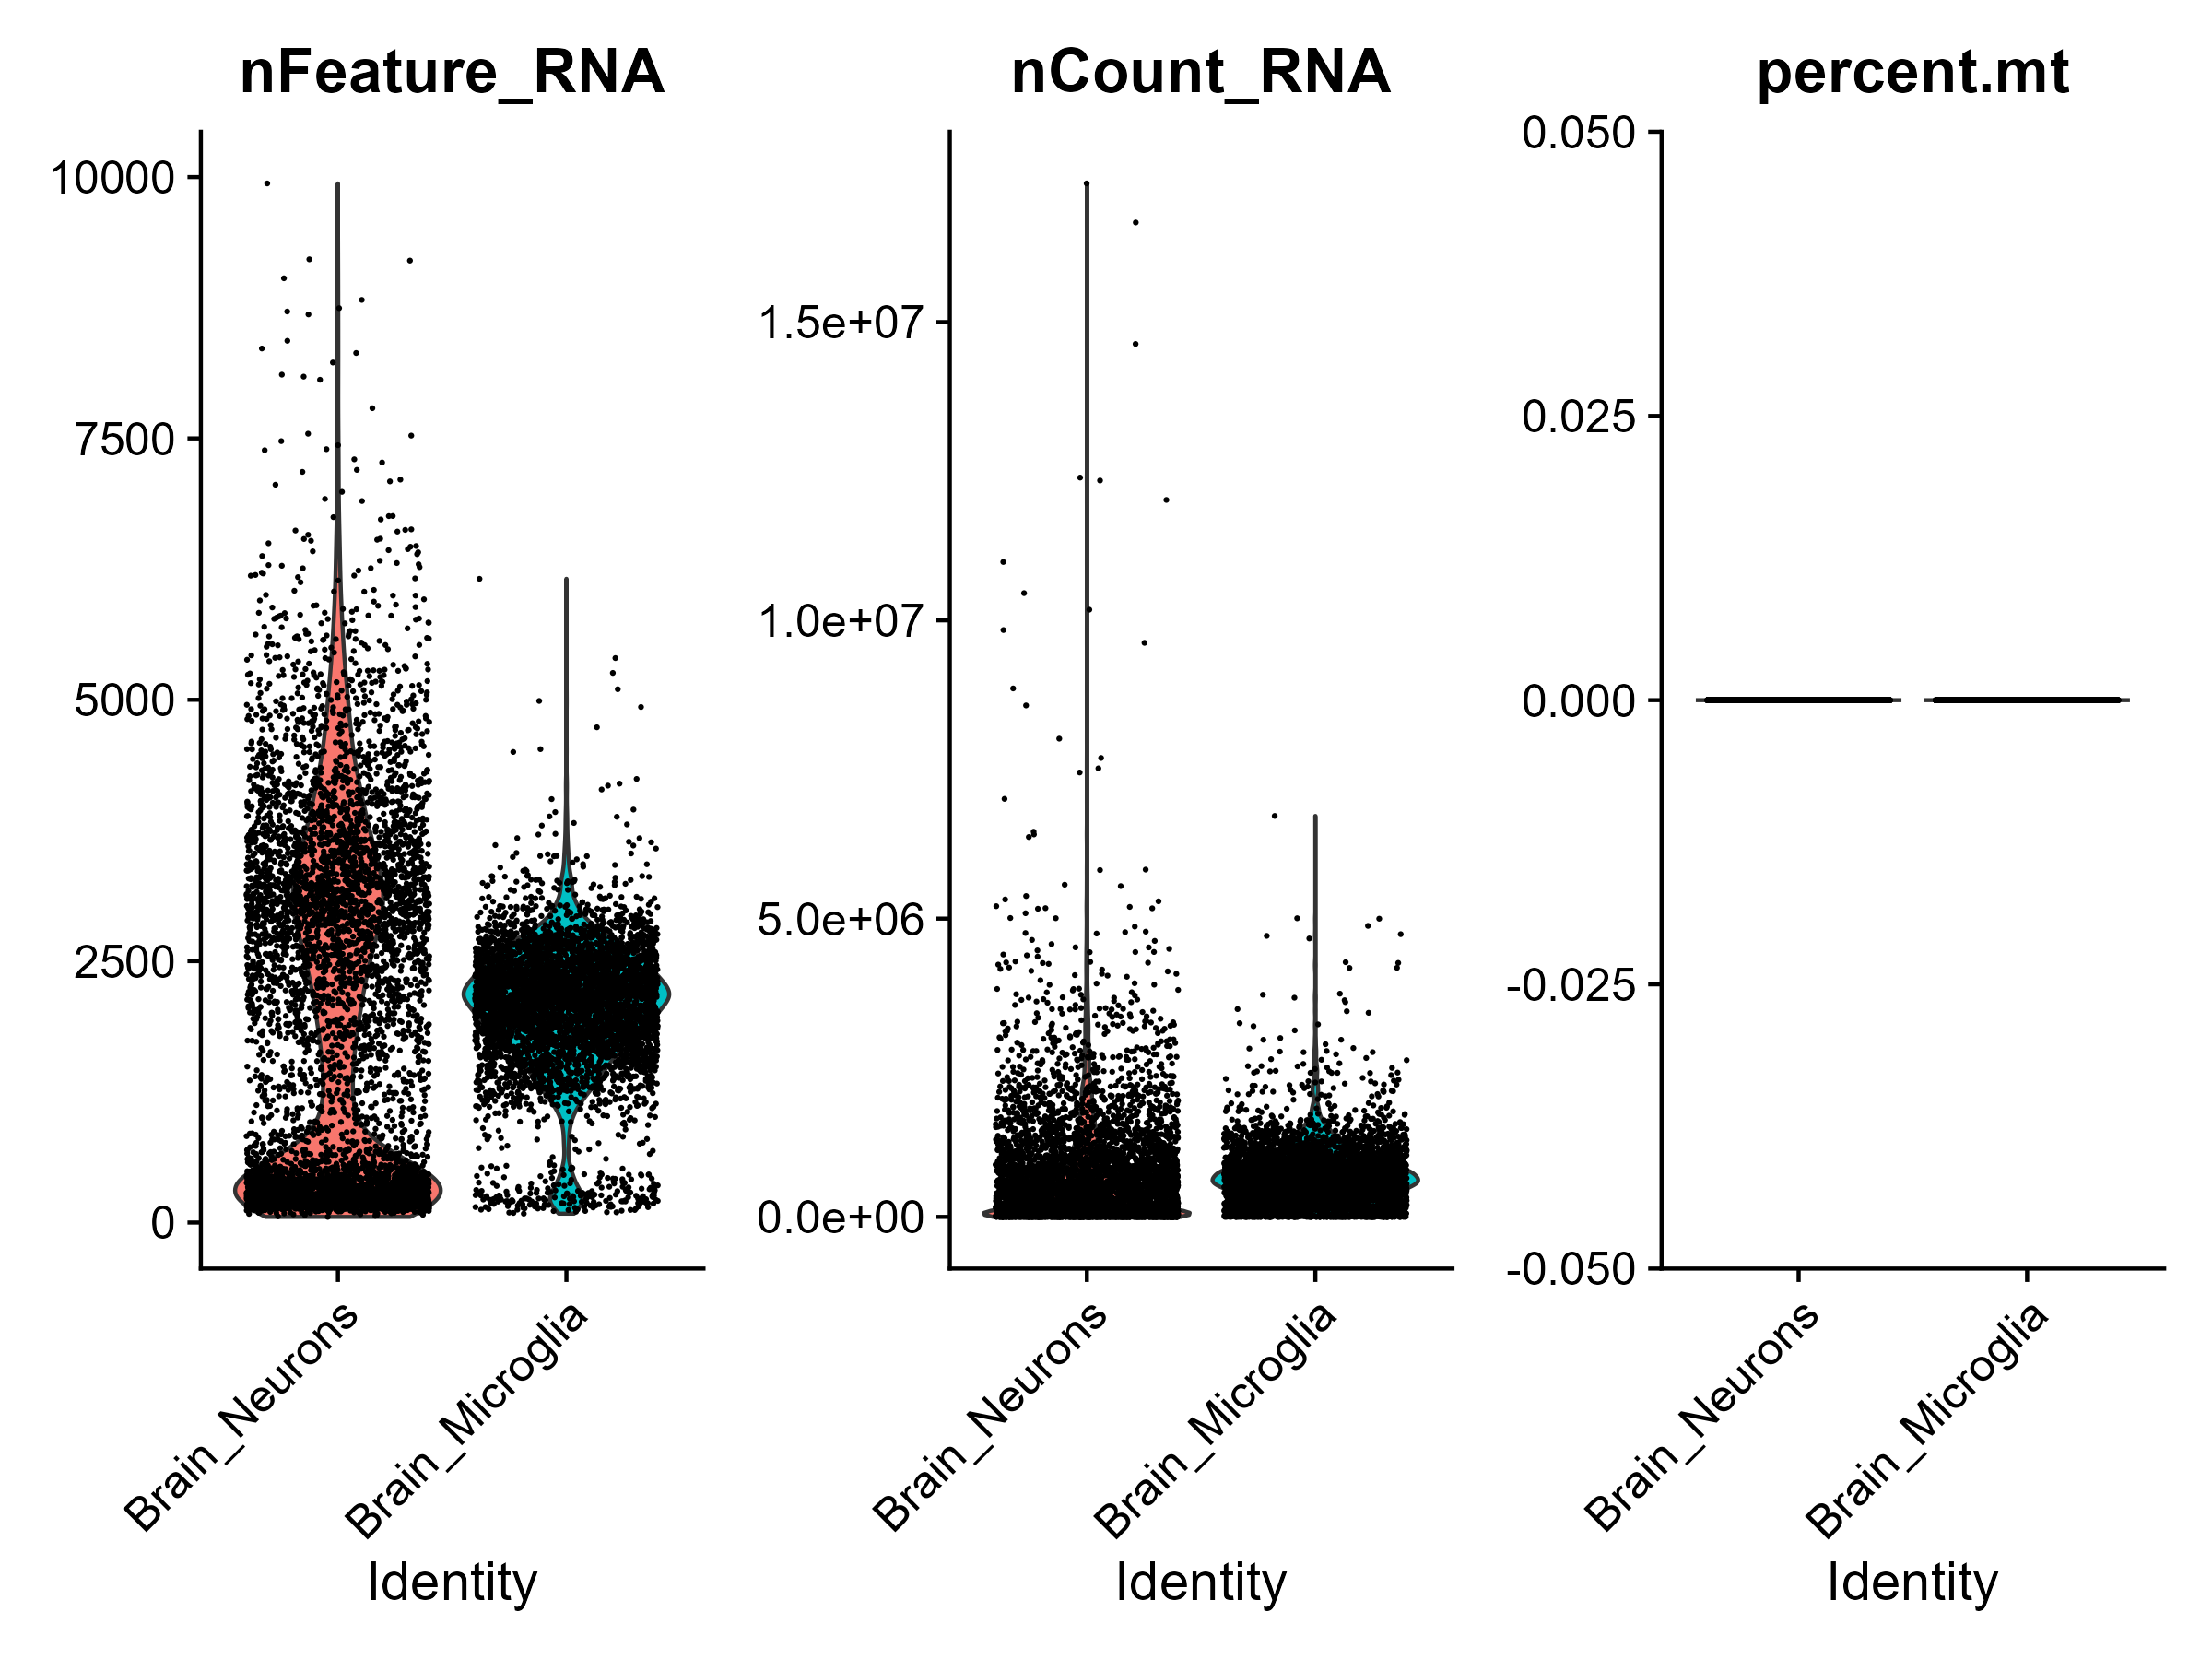 nFeature_RNA
10000
7500
5000
2500
0
Brain_Neurons
Brain_Microglia
Identity
nCount_RNA
1.5e+07
1.0e+07
5.0e+06
0.0e+00
Brain_Neurons
Brain_Microglia
Identity
percent.mt
0.050
0.025
0.000
-0.025
-0.050
Brain_Neurons
Brain_Microglia
Identity